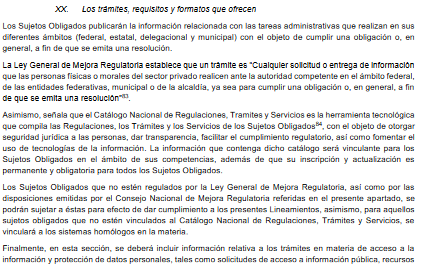 XX. Los trámites, requisitos y formatos que ofrecen
Los Sujetos Obligados publicarán la información relacionada con las tareas administrativas que realizan en sus
diferentes ámbitos (federal, estatal, delegacional y municipal) con el objeto de cumplir una obligación o, en
general, a fin de que se emita una resolución.
La Ley General de Mejora Regulatoria establece que un trámite es "Cualquier solicitud o entrega de información
que las personas físicas o morales del sector privado realicen ante la autoridad competente en el ámbito federal,
de las entidades federativas, municipal o de la alcaldía, ya sea para cumplir una obligación o, en general, a fin
de que se emita una resolución"83.
Asimismo, señala que el Catálogo Nacional de Regulaciones, Tramites y Servicios es la herramienta tecnológica
que compila las Regulaciones, los Trámites y los Servicios de los Sujetos Obligados84, con el objeto de otorgar
seguridad jurídica a las personas, dar transparencia, facilitar el cumplimiento regulatorio, así como fomentar el
uso de tecnologías de la información. La información que contenga dicho catálogo será vinculante para los
Sujetos Obligados en el ámbito de sus competencias, además de que su inscripción y actualización es
permanente y obligatoria para todos los Sujetos Obligados.
Los Sujetos Obligados que no estén regulados por la Ley General de Mejora Regulatoria, así como por las
disposiciones emitidas por el Consejo Nacional de Mejora Regulatoria referidas en el presente apartado, se
podrán sujetar a éstas para efecto de dar cumplimiento a los presentes Lineamientos, asimismo, para aquellos
sujetos obligados que no estén vinculados al Catálogo Nacional de Regulaciones, Trámites y Servicios, se
vinculará a los sistemas homólogos en la materia.
Finalmente, en esta sección, se deberá incluir información relativa a los trámites en materia de acceso a la
información y protección de datos personales, tales como solicitudes de acceso a información pública, recursos